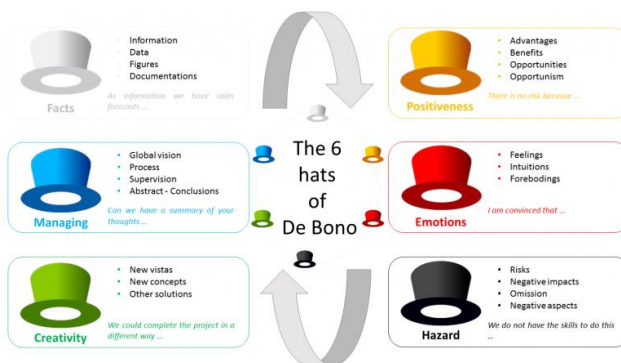 Information
Data
Figures
Documentations
As information we have sales
forecasts ...
Facts
Advantages
Benefits
Opportunities
Opportunism
There is no risk because ...
Positiveness
Global vision
Process
Supervision
Abstract - Conclusions
Can we have a summary of your
thoughts ...
Managing
The 6
hats
of
De Bono
Feelings
Intuitions
Forebodings
I am convinced that ...
Emotions
New vistas
New concepts
Other solutions
We could complete the project in a
different way ...
Creativity
Risks
Negative impacts
Omission
Negative aspects
We do not have the skills to do this
...
Hazard